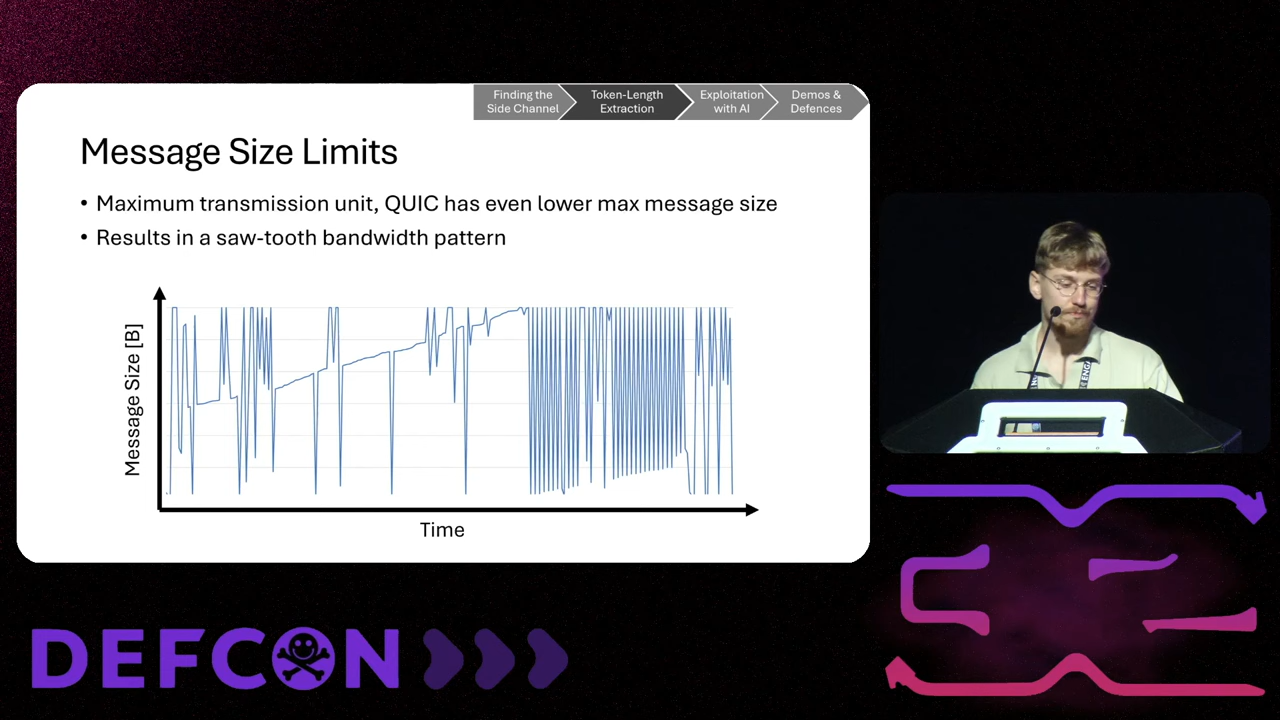 Finding the
Side Channel
Token-Length
Extraction
Exploitation
with AI
Demos &
Defences
Message Size Limits
• Maximum transmission unit, QUIC has even lower max message size
• Results in a saw-tooth bandwidth pattern
Message Size [B]
Time
DEFCON